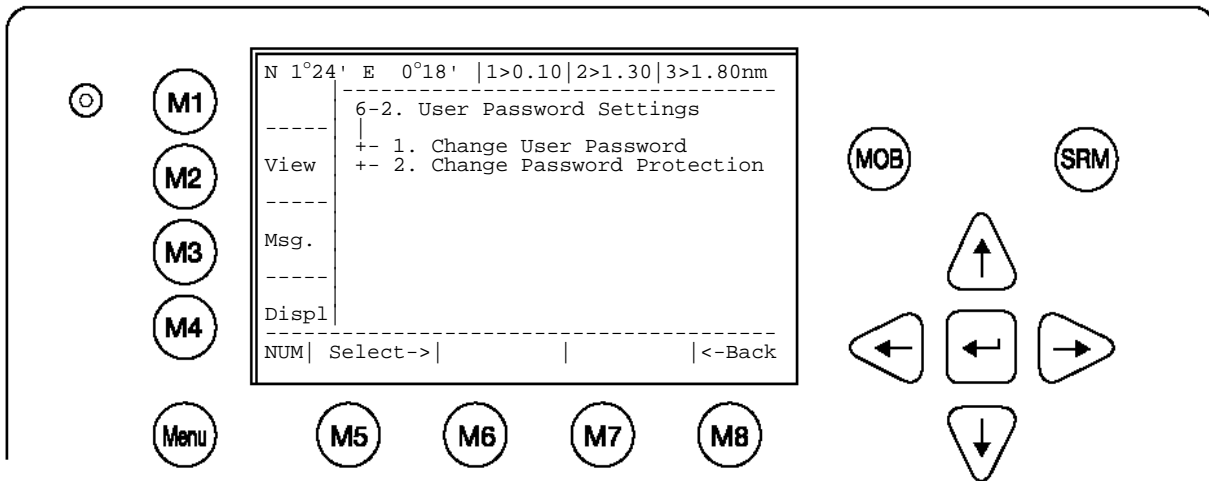 N 1°24' E 0°18' |1>0.10|2>1.30|3>1.80nm
6-2. User Password Settings
+- 1. Change User Password
View +- 2. Change Password Protection
Msg.
Displ
NUM| Select->| | |<-Back
M1
M2
M3
M4
Menu
M5 M6 M7 M8
MOB SRM